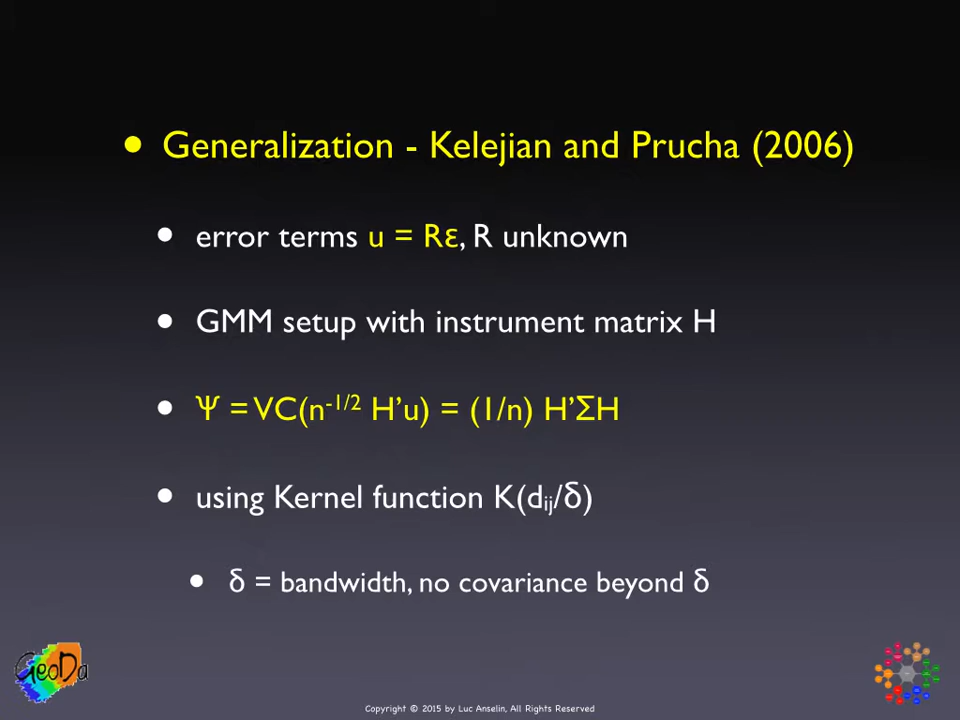 • Generalization - Kelejian and Prucha (2006)
• error terms u = Rε, R unknown
• GMM setup with instrument matrix H
• Ψ = VC(n-1/2 H’u) = (1/n) H’ΣH
• using Kernel function K(dij/δ)
• δ = bandwidth, no covariance beyond δ
GeoDa
Copyright © 2015 by Luc Anselin, All Rights Reserved